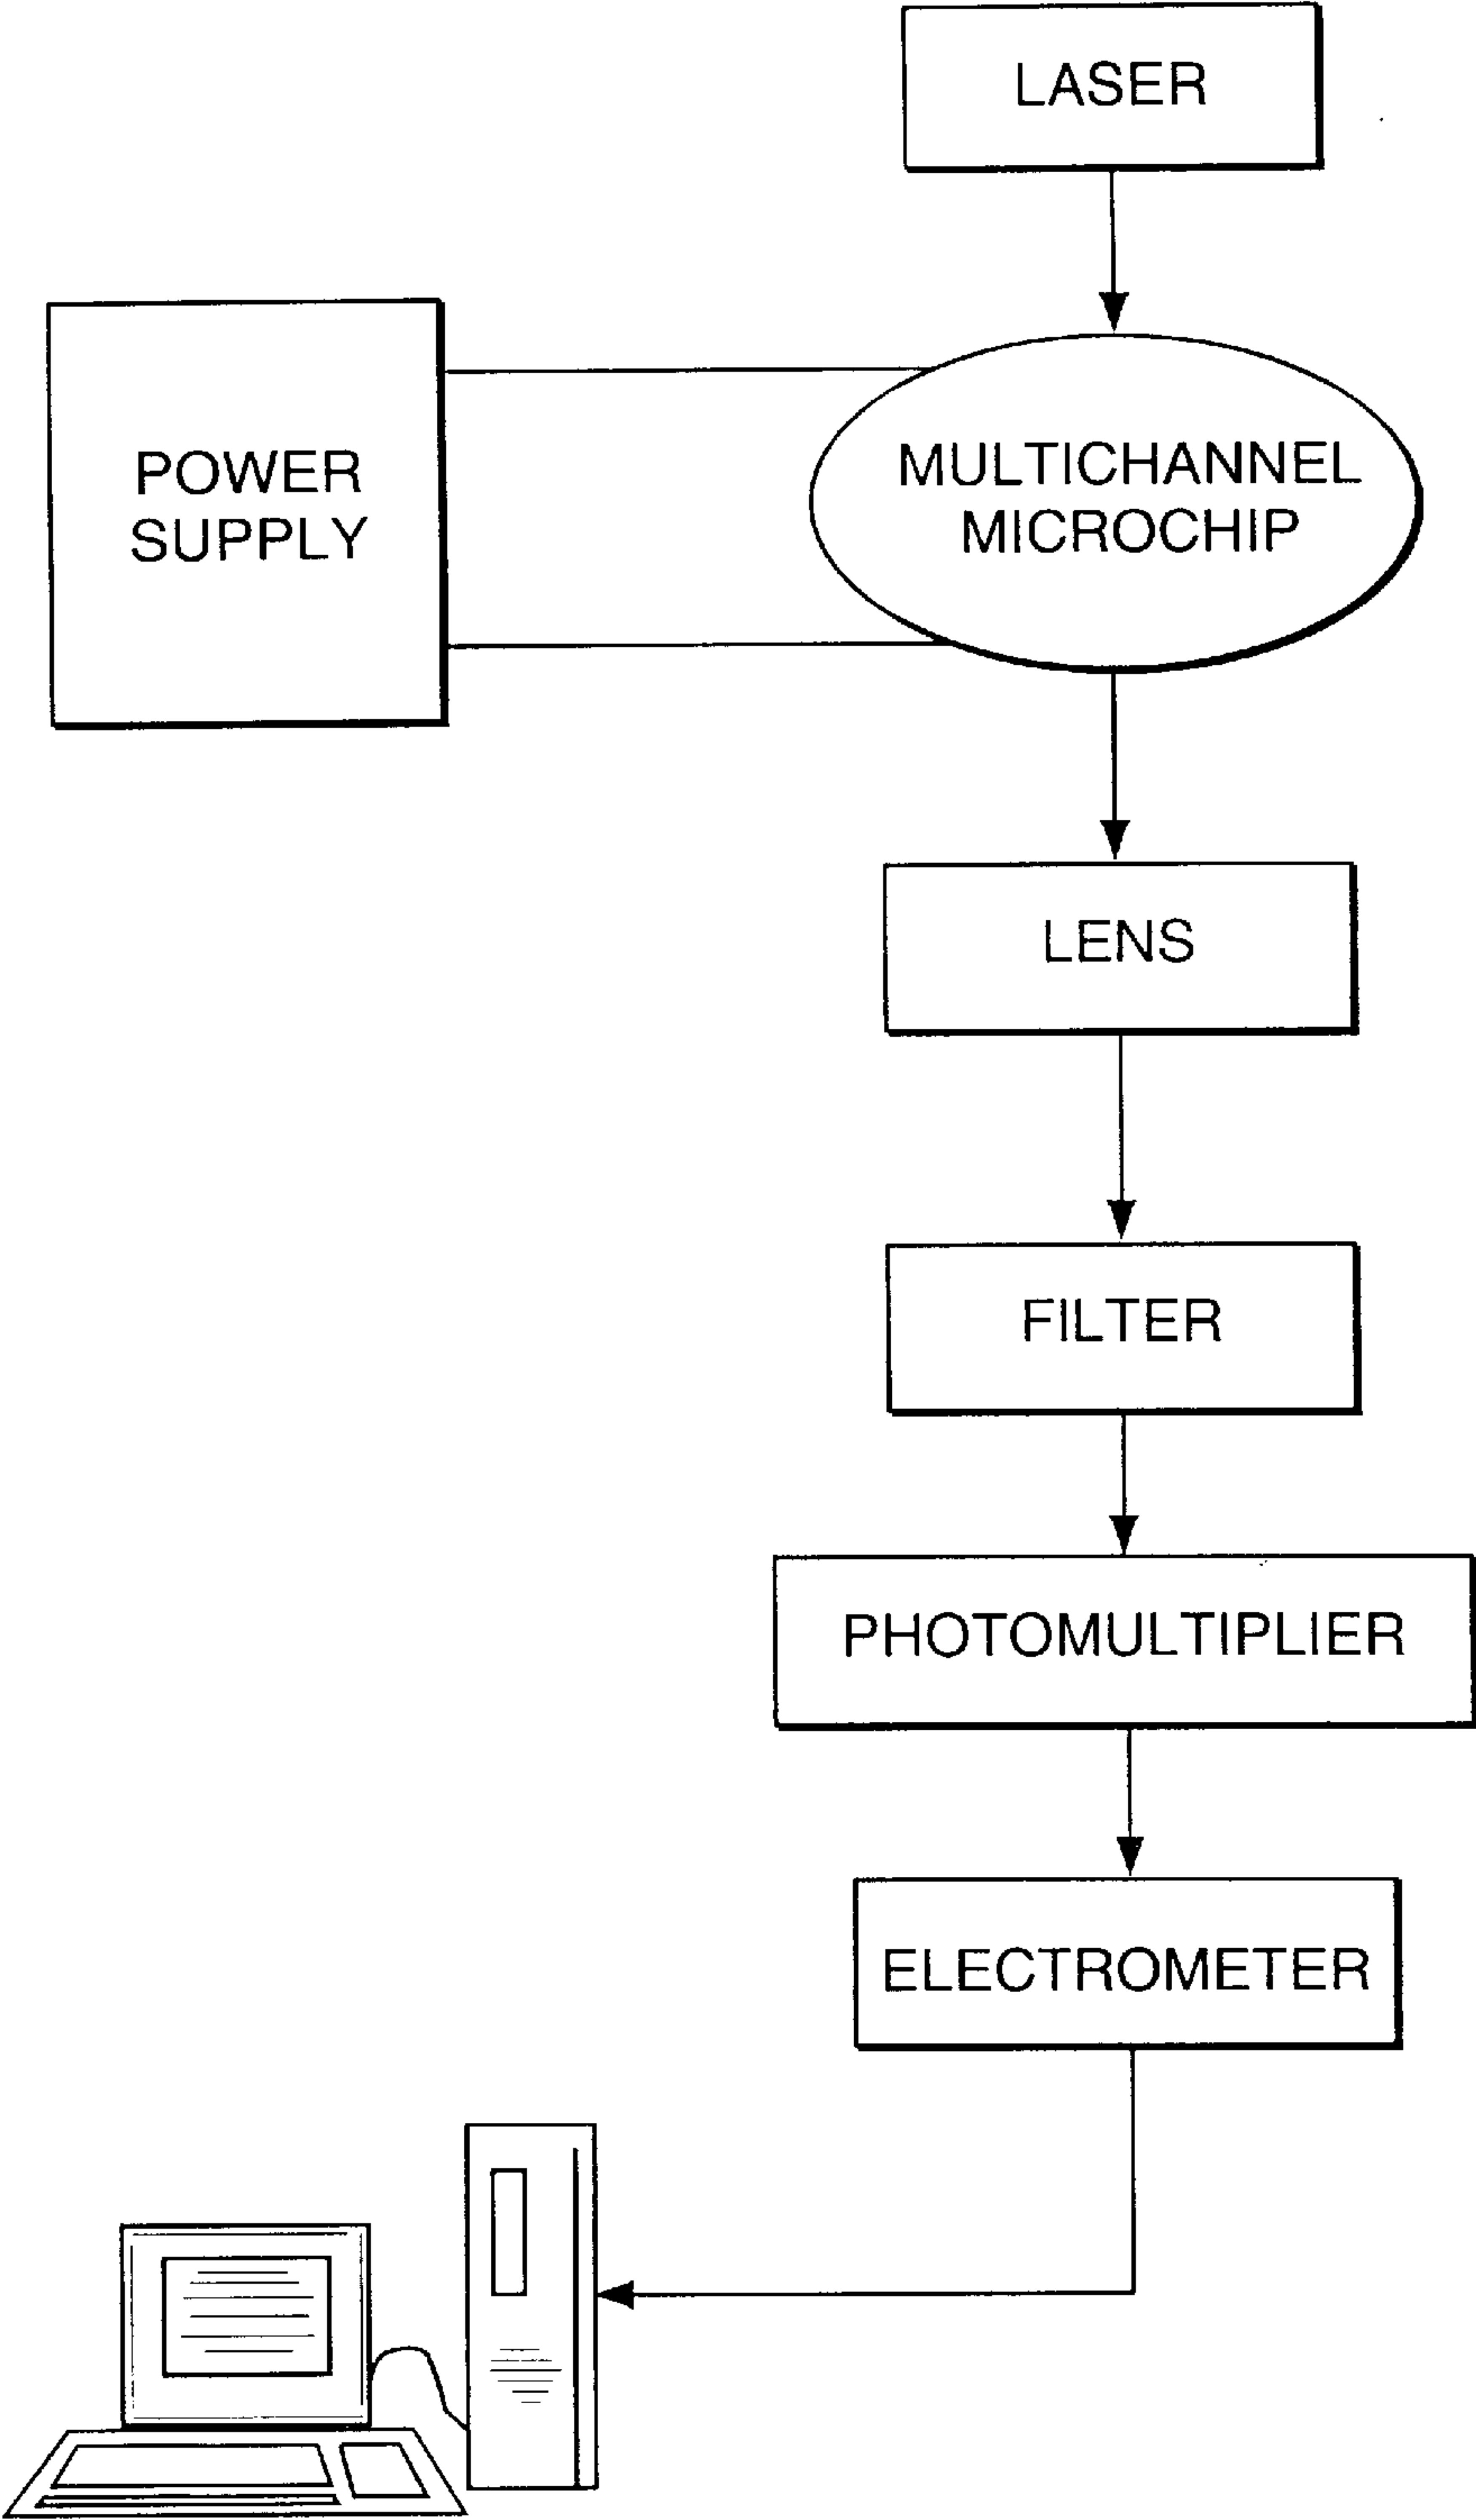 LASER
POWER
SUPPLY
MULTICHANNEL
MICROCHIP
LENS
FILTER
PHOTOMULTIPLIER
ELECTROMETER